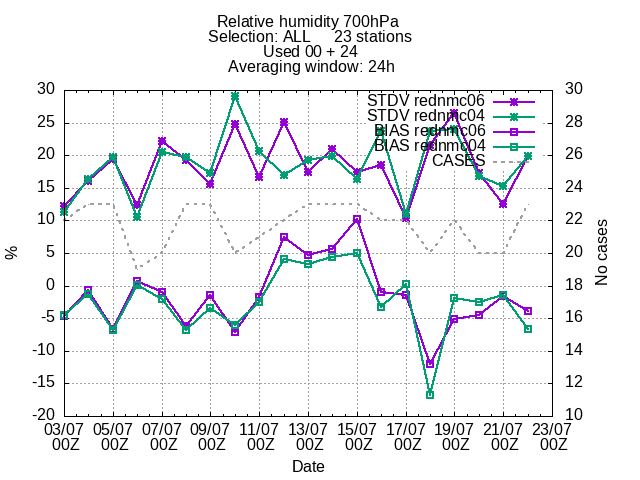 Relative humidity 700hPa
Selection: ALL 23 stations
Used 00 + 24
Averaging window: 24h
STDV rednmc06
STDV rednmc04
BIAS rednmc06
BIAS rednmc04
CASES
30
25
20
15
10
5
0
-5
-10
-15
-20
%
30
28
26
24
22
20
18
16
14
12
10
No cases
03/07 05/07 07/07 09/07 11/07 13/07 15/07 17/07 19/07 21/07 23/07
00Z 00Z 00Z 00Z 00Z 00Z 00Z 00Z 00Z 00Z 00Z
Date